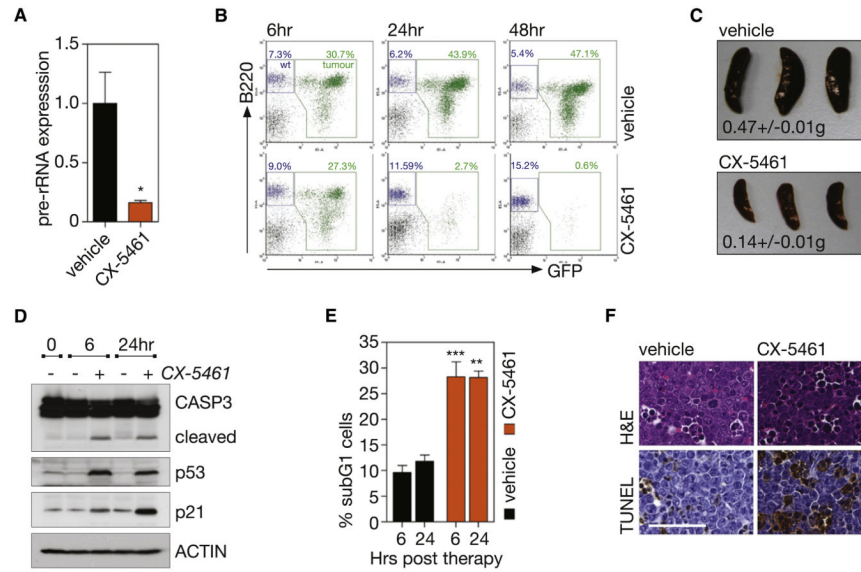 A
pre-rRNA expresssion
1.5
1.0
0.5
0
*
vehicle
CX-5461
B
6hr
24hr
48hr
7.3%
30.7%
wt
tumour
6.2%
43.9%
5.4%
47.1%
vehicle
9.0%
27.3%
11.59%
2.7%
15.2%
0.6%
CX-5461
B220
GFP
C
vehicle
0.47+/-0.01g
CX-5461
0.14+/-0.01g
D
0 6 24hr
- - + - + CX-5461
CASP3
cleaved
p53
p21
ACTIN
E
% subG1 cells
35
30
25
20
15
10
5
0
*** **
6 24 6 24
Hrs post therapy
vehicle
CX-5461
F
vehicle CX-5461
H&E
TUNEL